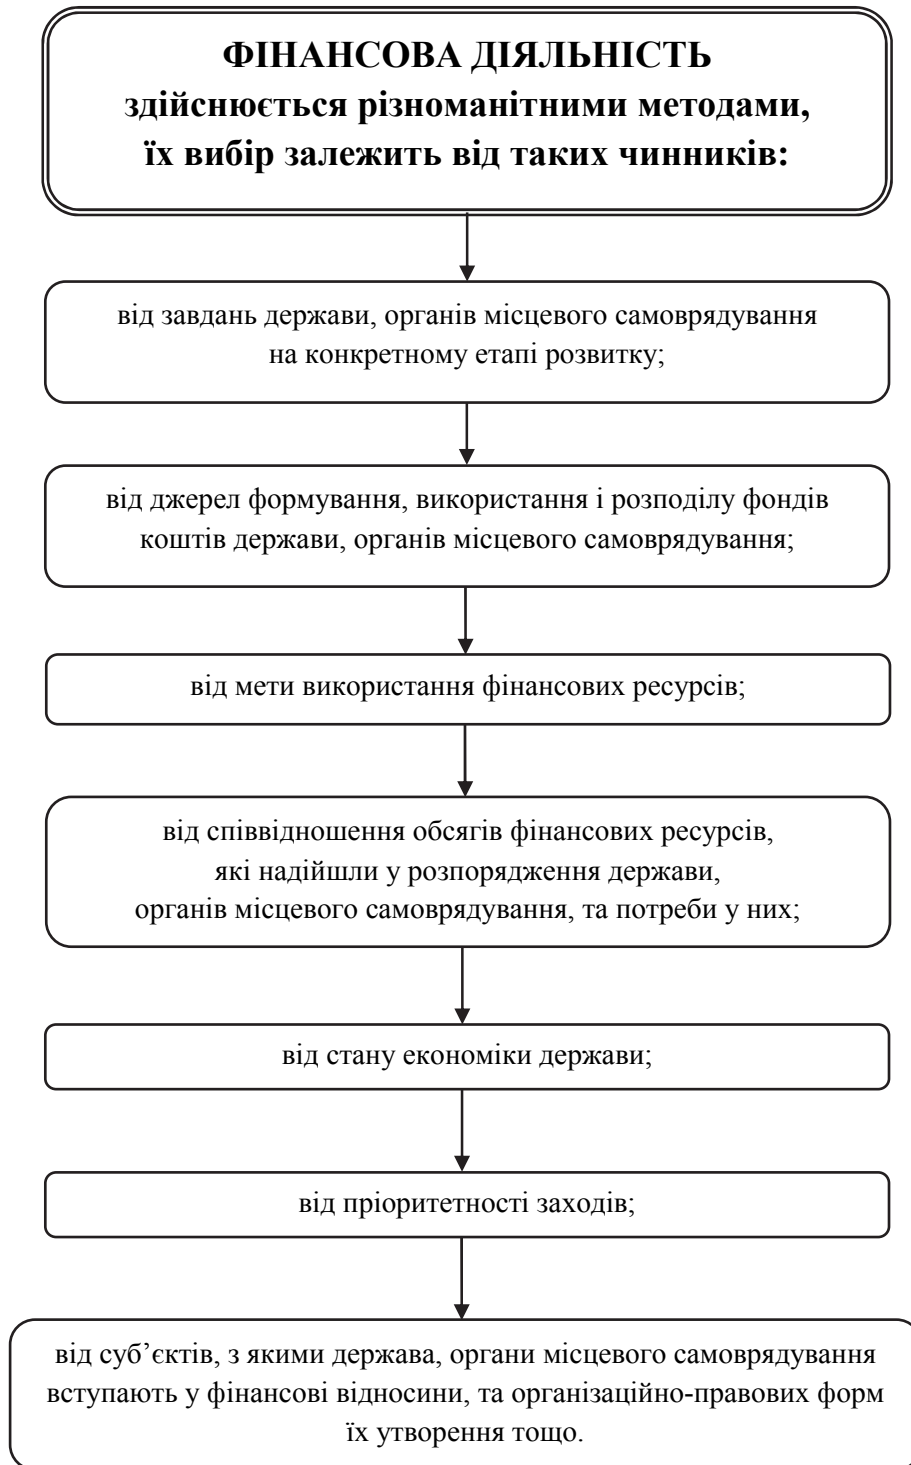 ФІНАНСОВА ДІЯЛЬНІСТЬ
здійснюється різноманітними методами,
їх вибір залежить від таких чинників:
від завдань держави, органів місцевого самоврядування
на конкретному етапі розвитку;
від джерел формування, використання і розподілу фондів
коштів держави, органів місцевого самоврядування;
від мети використання фінансових ресурсів;
від співвідношення обсягів фінансових ресурсів,
які надійшли у розпорядження держави,
органів місцевого самоврядування, та потреби у них;
від стану економіки держави;
від пріоритетності заходів;
від суб’єктів, з якими держава, органи місцевого самоврядування
вступають у фінансові відносини, та організаційно-правових форм
їх утворення тощо.